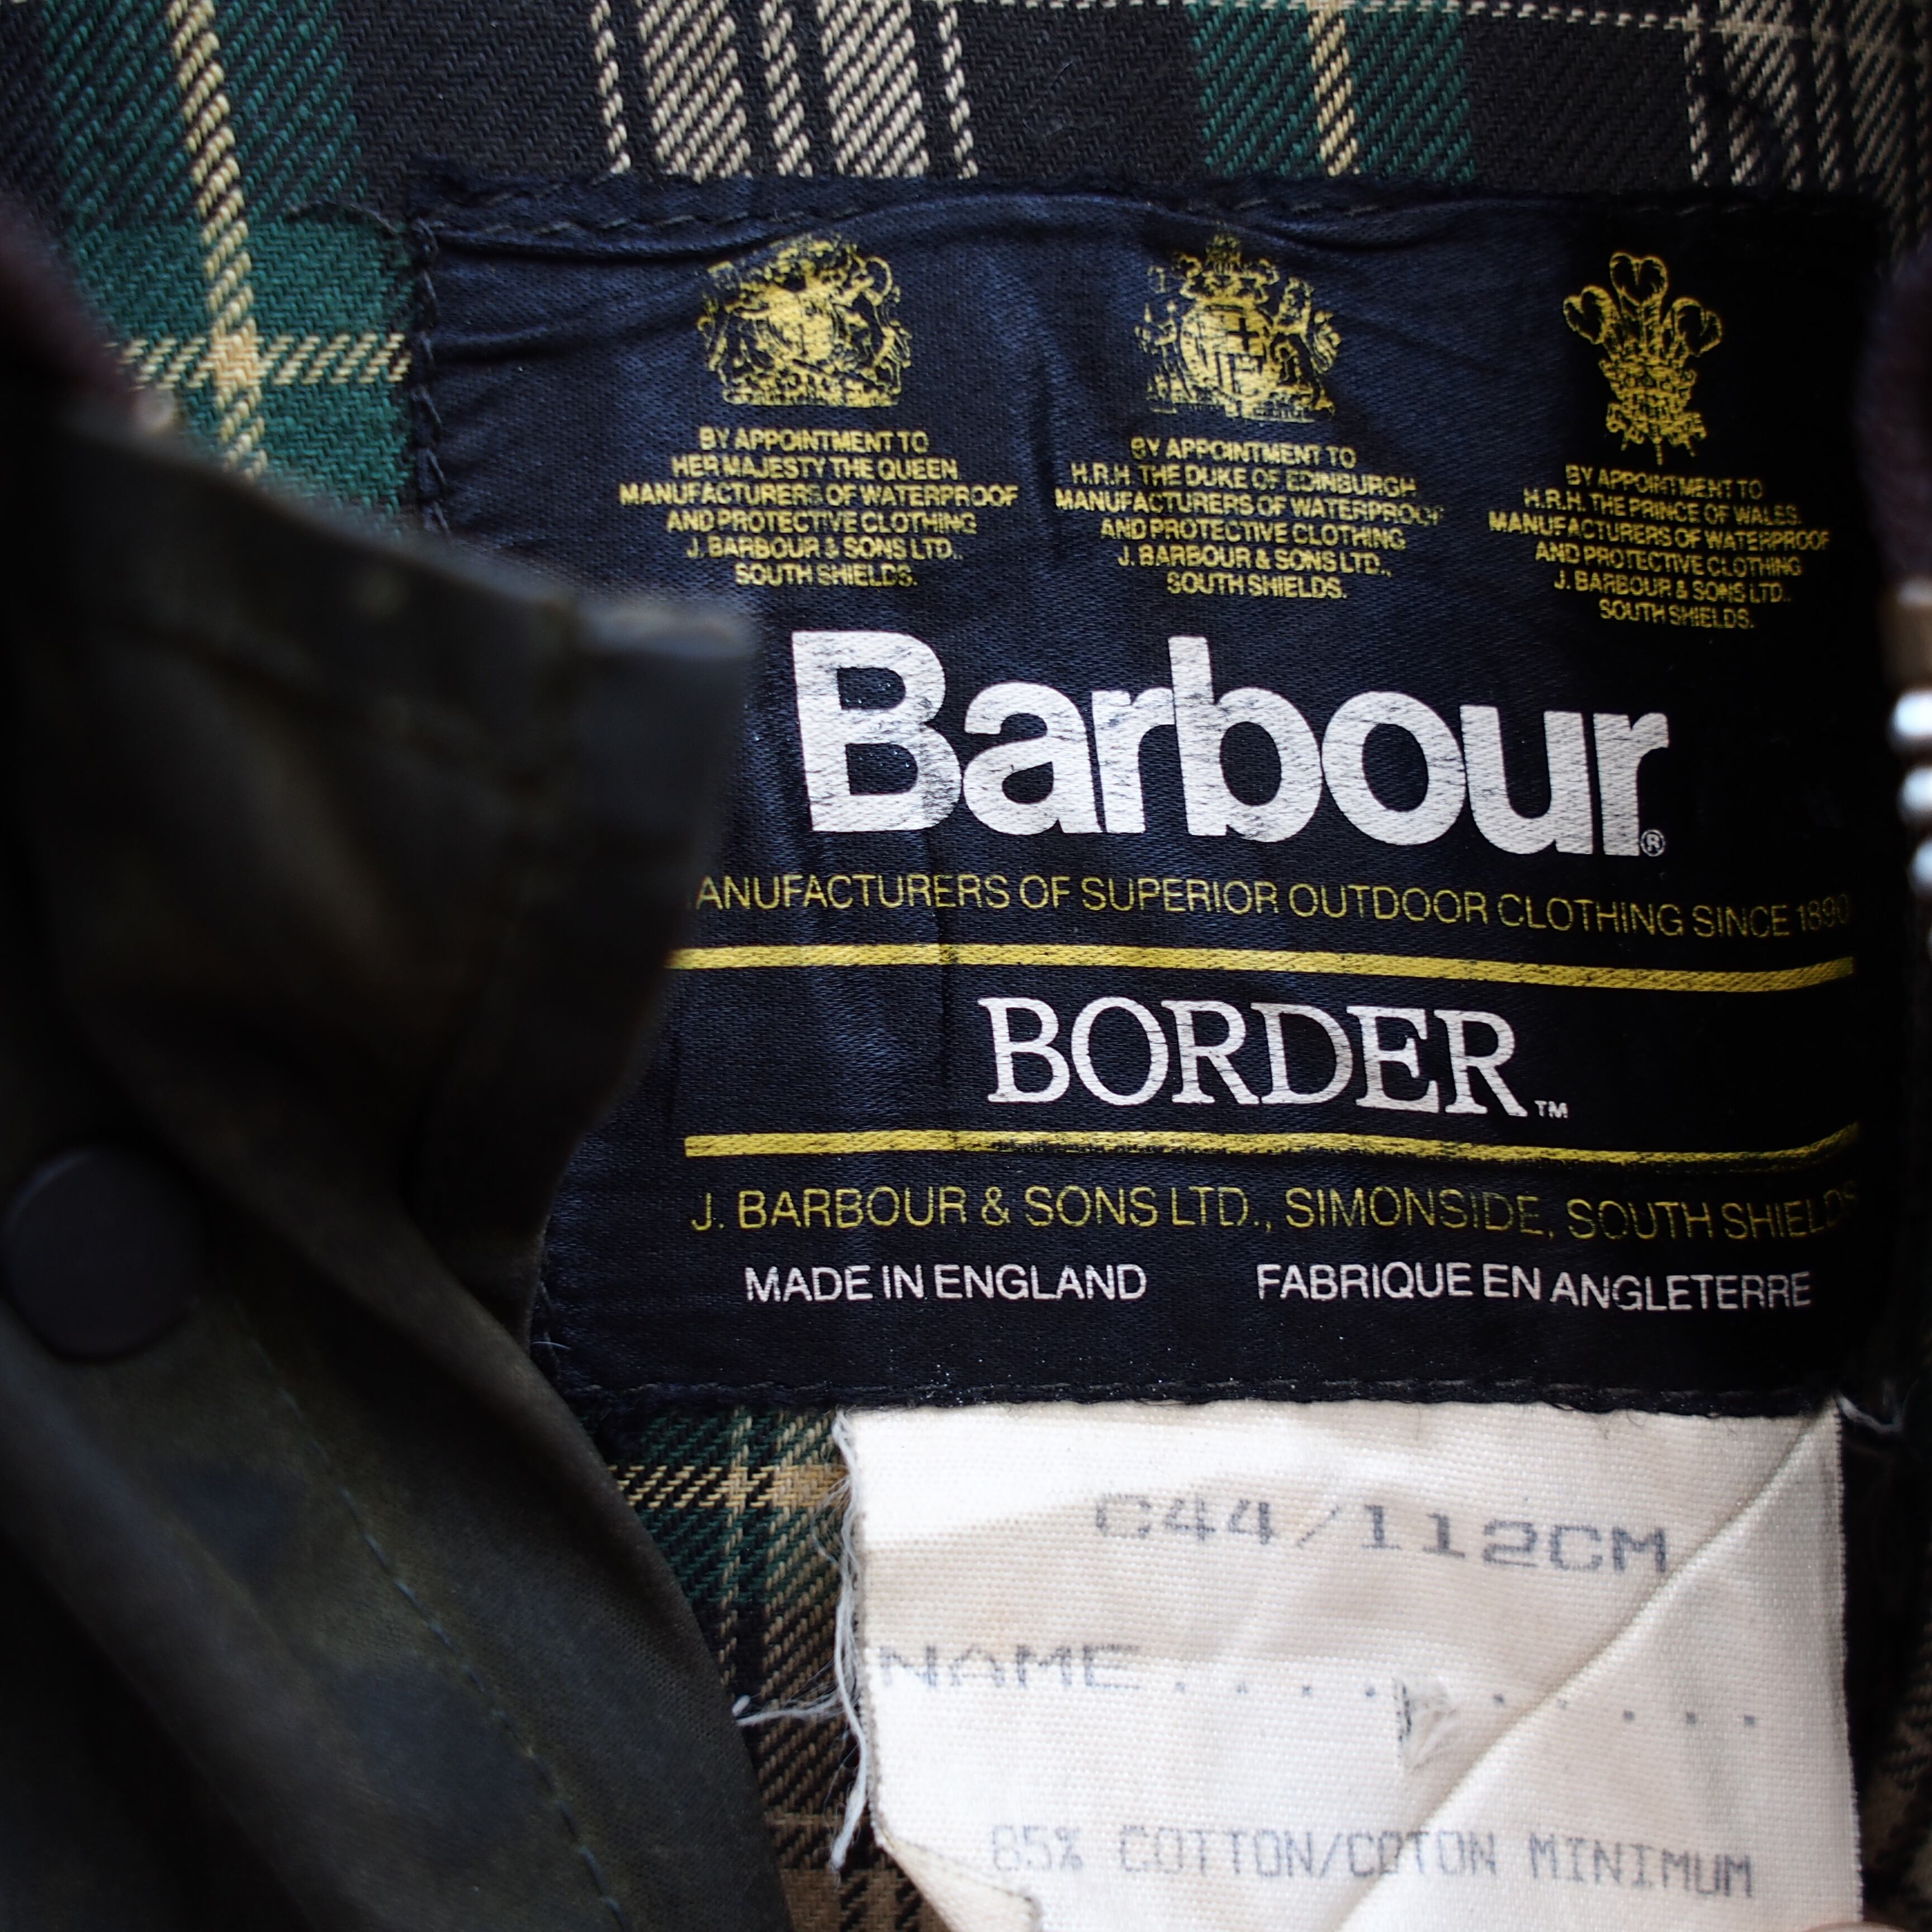 BY APPOINTMENT TO
HER MAJESTY THE QUEEN
MANUFACTURERS OF WATERPROOF
AND PROTECTIVE CLOTHING
J. BARBOUR & SONS LTD.,
SOUTH SHIELDS.
BY APPOINTMENT TO
H.R.H. THE DUKE OF EDINBURGH
MANUFACTURERS OF WATERPROOF
AND PROTECTIVE CLOTHING
J. BARBOUR & SONS LTD.,
SOUTH SHIELDS.
BY APPOINTMENT TO
H.R.H. THE PRINCE OF WALES.
MANUFACTURERS OF WATERPROOF
AND PROTECTIVE CLOTHING
J. BARBOUR & SONS LTD.,
SOUTH SHIELDS.
Barbour®
ANUFACTURERS OF SUPERIOR OUTDOOR CLOTHING SINCE 1890
BORDER™
J. BARBOUR & SONS LTD., SIMONSIDE, SOUTH SHIELDS
MADE IN ENGLAND FABRIQUE EN ANGLETERRE
C44/112CM
NAME............
85% COTTON/COTON MINIMUM